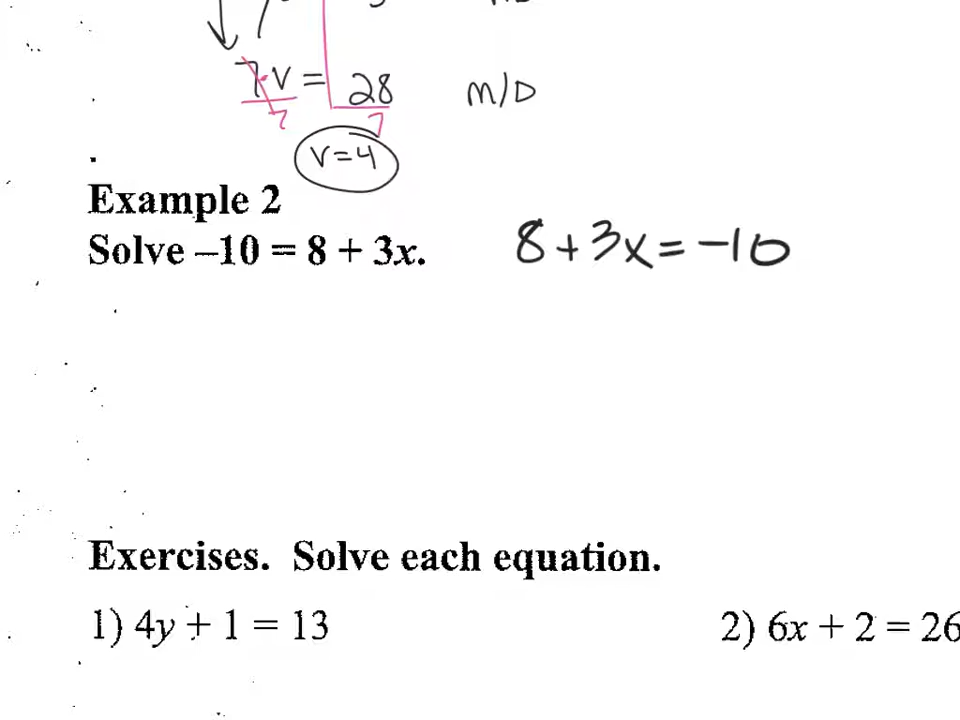 7·v = 28 M/D
7 7
v=4
Example 2
Solve –10 = 8 + 3x. 8+3x=-10
Exercises. Solve each equation.
1) 4y + 1 = 13 2) 6x + 2 = 26